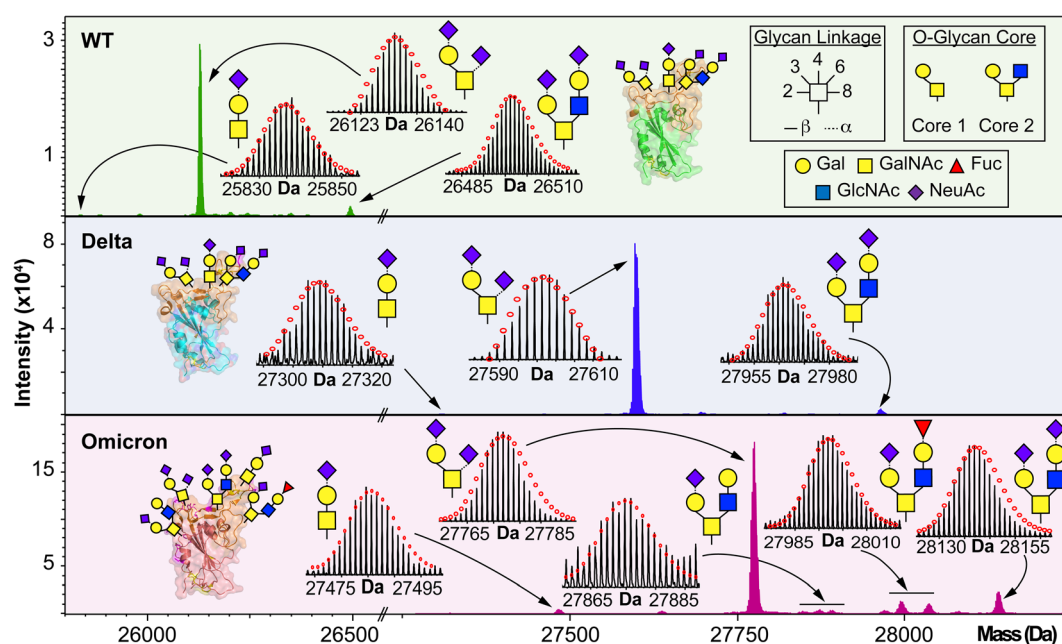 WT
3
1
25830 Da 25850
26123 Da 26140
26485 Da 26510
Glycan Linkage
3 4 6
2 8
β α
O-Glycan Core
Core 1 Core 2
Gal GalNAc Fuc
GlcNAc NeuAc
Intensity (x10⁴)
Delta
8
4
27300 Da 27320
27590 Da 27610
27955 Da 27980
Omicron
15
5
27475 Da 27495
27765 Da 27785
27865 Da 27885
27985 Da 28010
28130 Da 28155
26000 26500 27500 27750 28000 Mass (Da)